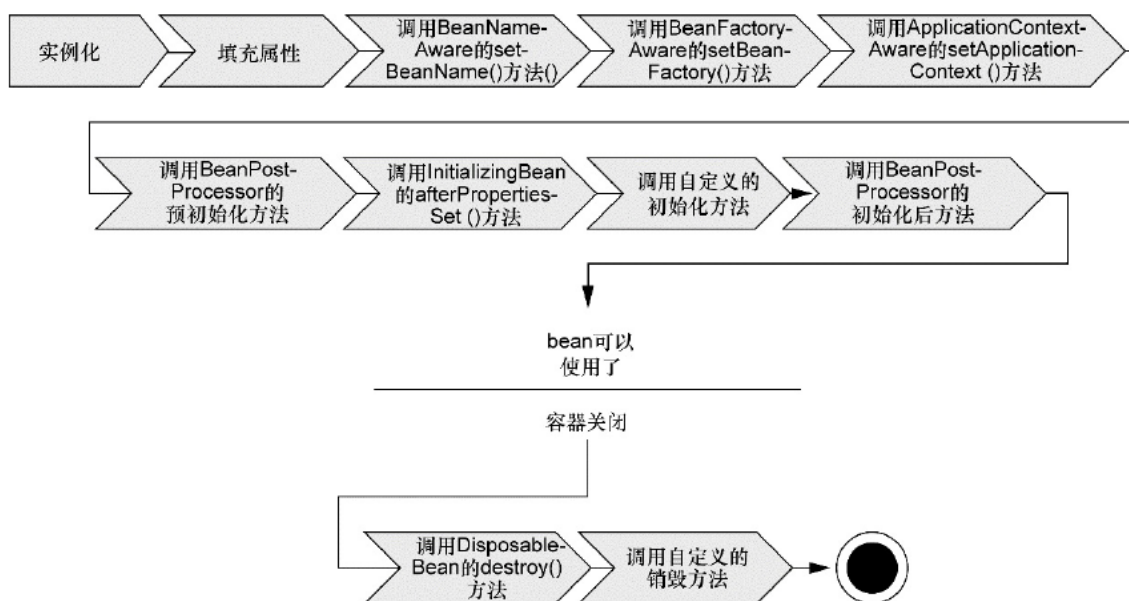 实例化
填充属性
调用BeanName-
Aware的set-
BeanName()方法()
调用BeanFactory-
Aware的setBean-
Factory()方法
调用ApplicationContext-
Aware的setApplication-
Context ()方法
调用BeanPost-
Processor的
预初始化方法
调用InitializingBean
的afterProperties-
Set ()方法
调用自定义的
初始化方法
调用BeanPost-
Processor的
初始化后方法
bean可以
使用了
容器关闭
调用Disposable-
Bean的destroy()
方法
调用自定义的
销毁方法